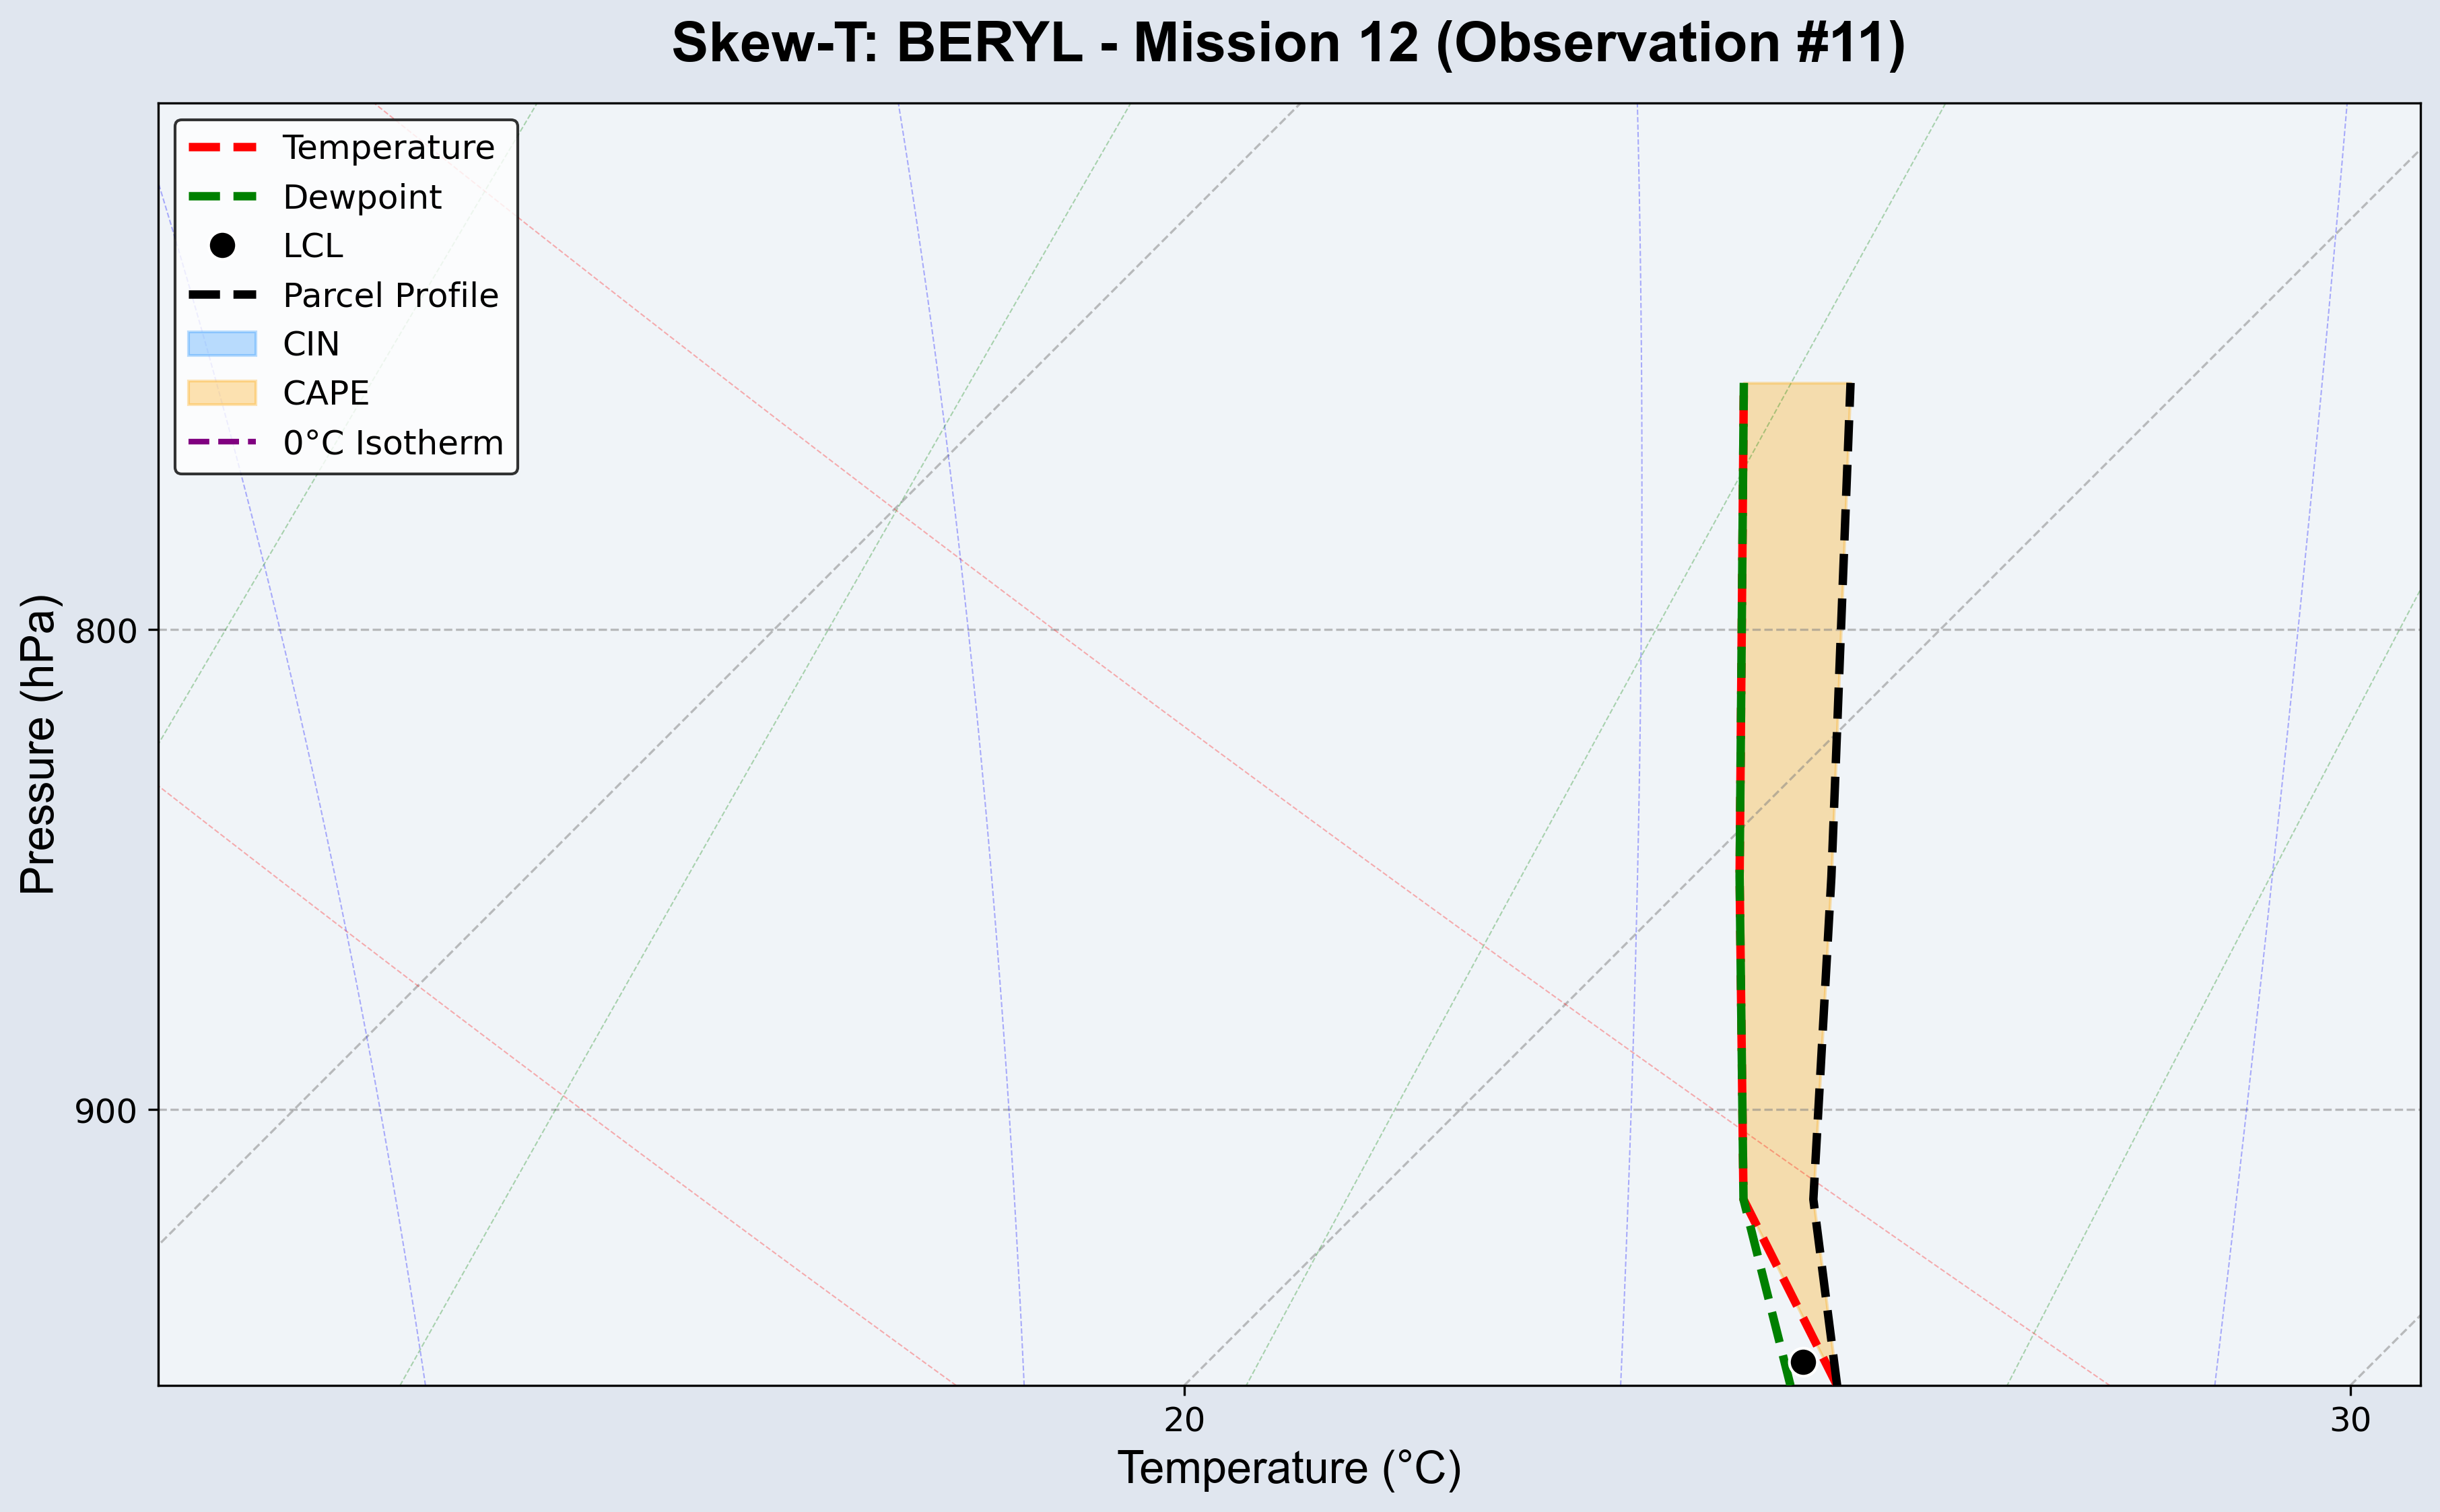 Skew-T: BERYL - Mission 12 (Observation #11)
Temperature
Dewpoint
LCL
Parcel Profile
CIN
CAPE
0°C Isotherm
Pressure (hPa)
800
900
20
30
Temperature (°C)